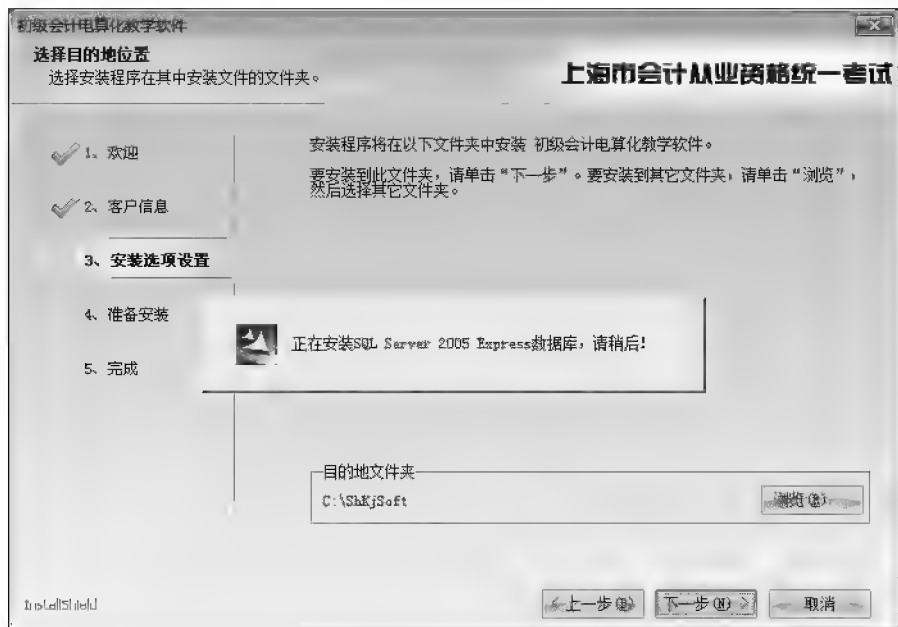 初级会计电算化教学软件
选择目的地位置
选择安装程序在其中安装文件的文件夹。
上海市会计从业资格统一考试
1、欢迎
2、客户信息
3、安装选项设置
4、准备安装
5、完成
安装程序将在以下文件夹中安装 初级会计电算化教学软件。
要安装到此文件夹，请单击“下一步”。要安装到其它文件夹，请单击“浏览”，
然后选择其它文件夹。
正在安装SQL Server 2005 Express数据库，请稍后!
目的地文件夹
C:\ShKjSoft
浏览(R)
InstallShield
<上一步(B)
下一步(N) >
取消